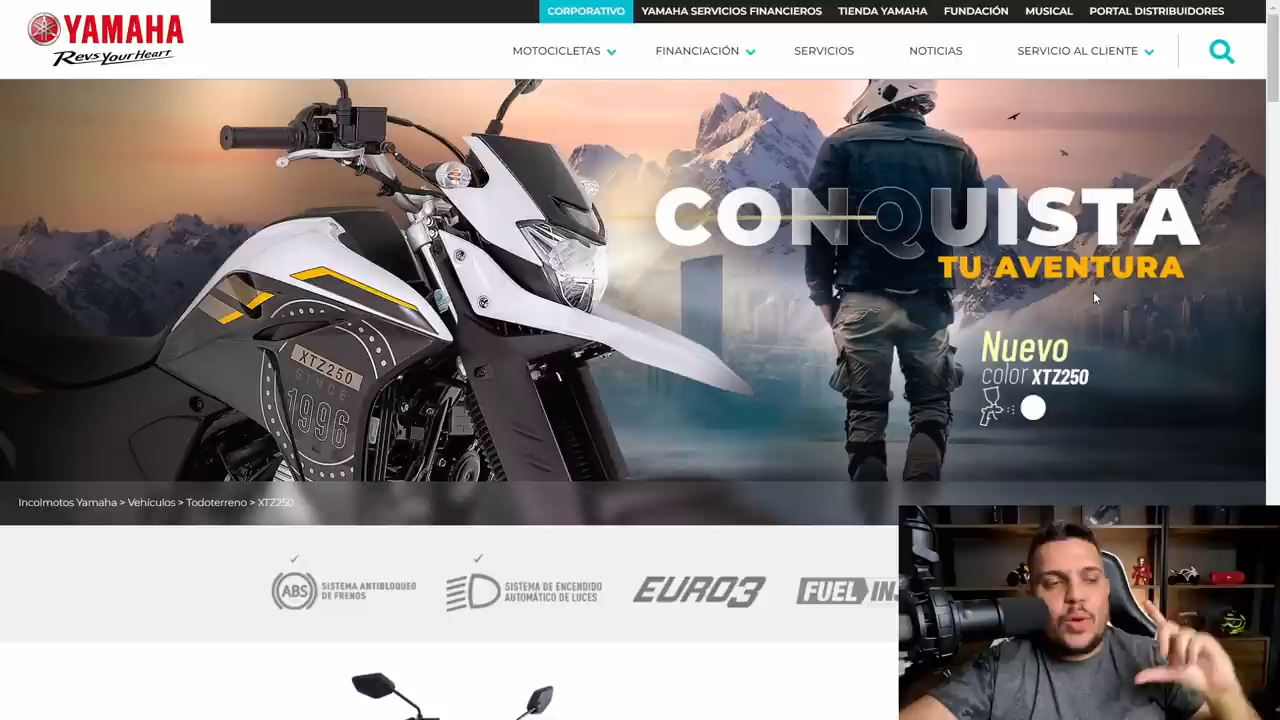 CORPORATIVO YAMAHA SERVICIOS FINANCIEROS TIENDA YAMAHA FUNDACIÓN MUSICAL PORTAL DISTRIBUIDORES
YAMAHA
Revs Your Heart
MOTOCICLETAS FINANCIACIÓN SERVICIOS NOTICIAS SERVICIO AL CLIENTE
CONQUISTA
TU AVENTURA
Nuevo
color XTZ250
XTZ250
SINCE
1996
Incolmotos Yamaha > Vehículos > Todoterreno > XTZ250
ABS SISTEMA ANTIBLOQUEO
DE FRENOS
SISTEMA DE ENCENDIDO
AUTOMÁTICO DE LUCES
EURO3
FUEL IN